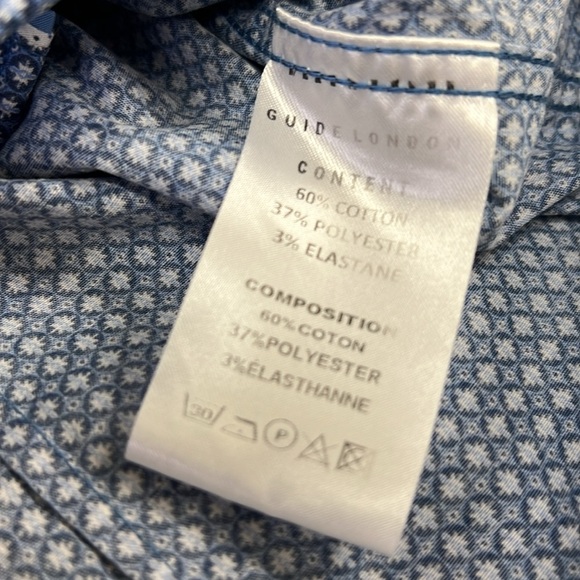 GUIDE LONDON
CONTENT
60% COTTON
37% POLYESTER
3% ELASTANE
COMPOSITION
60%COTON
37%POLYESTER
3%ÉLASTHANNE
30 P